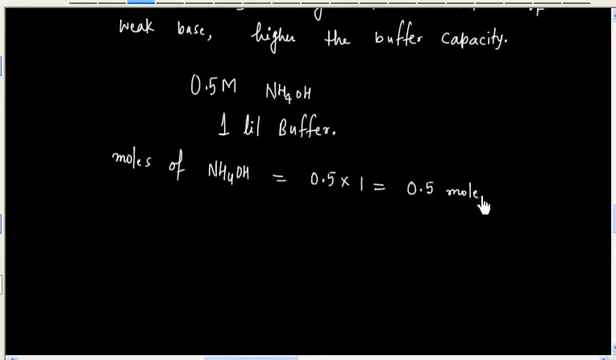 weak base, higher the buffer capacity.
0.5M NH4OH
1 lit Buffer.
moles of NH4OH = 0.5 × 1 = 0.5 mole